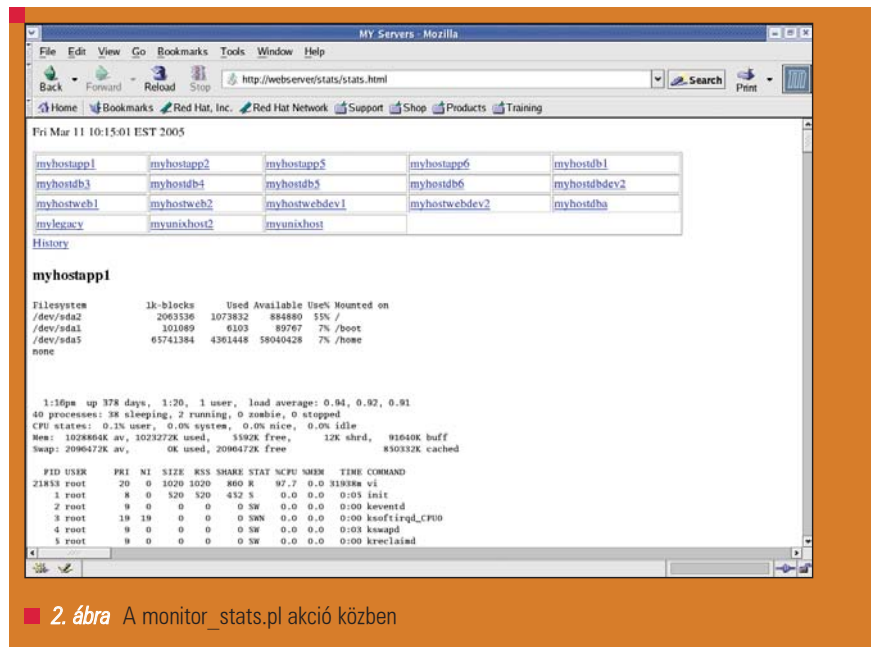 MY Servers - Mozilla
File Edit View Go Bookmarks Tools Window Help
Back Forward Reload Stop http://webserver/stats/stats.html Search Print
Home Bookmarks Red Hat, Inc. Red Hat Network Support Shop Products Training
Fri Mar 11 10:15:01 EST 2005
myhostapp1 myhostapp2 myhostapp5 myhostapp6 myhostdb1
myhostdb3 myhostdb4 myhostdb5 myhostdb6 myhostdbdev2
myhostweb1 myhostweb2 myhostwebdev1 myhostwebdev2 myhostdba
mylegacy myunixhost2 myunixhost
History
myhostapp1
Filesystem 1k-blocks Used Available Use% Mounted on
/dev/sda2 2063536 1073832 884880 55% /
/dev/sda1 101089 6103 89767 7% /boot
/dev/sda5 65741384 4361448 58040428 7% /home
none
1:16pm up 378 days, 1:20, 1 user, load average: 0.94, 0.92, 0.91
40 processes: 38 sleeping, 2 running, 0 zombie, 0 stopped
CPU states: 0.1% user, 0.0% system, 0.0% nice, 0.0% idle
Mem: 1028864K av, 1023272K used, 5592K free, 12K shrd, 91640K buff
Swap: 2096472K av, 0K used, 2096472K free 850332K cached
PID USER PRI NI SIZE RSS SHARE STAT %CPU %MEM TIME COMMAND
21853 root 20 0 1020 1020 860 R 97.7 0.0 31938m vi
1 root 8 0 520 520 452 S 0.0 0.0 0:05 init
2 root 9 0 0 0 0 SW 0.0 0.0 0:00 keventd
3 root 19 19 0 0 0 SWN 0.0 0.0 0:00 ksoftirqd_CPU0
4 root 9 0 0 0 0 SW 0.0 0.0 0:03 kswapd
5 root 9 0 0 0 0 SW 0.0 0.0 0:00 kreclaimd
2. ábra A monitor_stats.pl akció közben